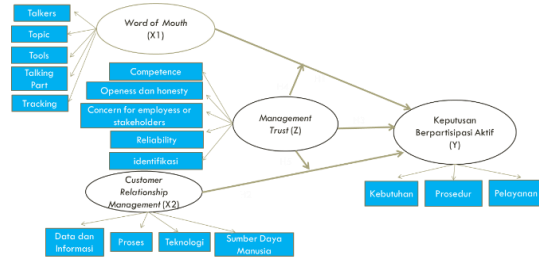 Talkers
Topic
Tools
Talking
Part
Tracking
Word of Mouth
(X1)
Competence
Openess dan honesty
Concern for employess or
stakeholders
Reliability
identifikasi
Management
Trust (Z)
Keputusan
Berpartisipasi Aktif
(Y)
Kebutuhan
Prosedur
Pelayanan
Customer
Relationship
Management (X2)
Data dan
Informasi
Proses
Teknologi
Sumber Daya
Manusia